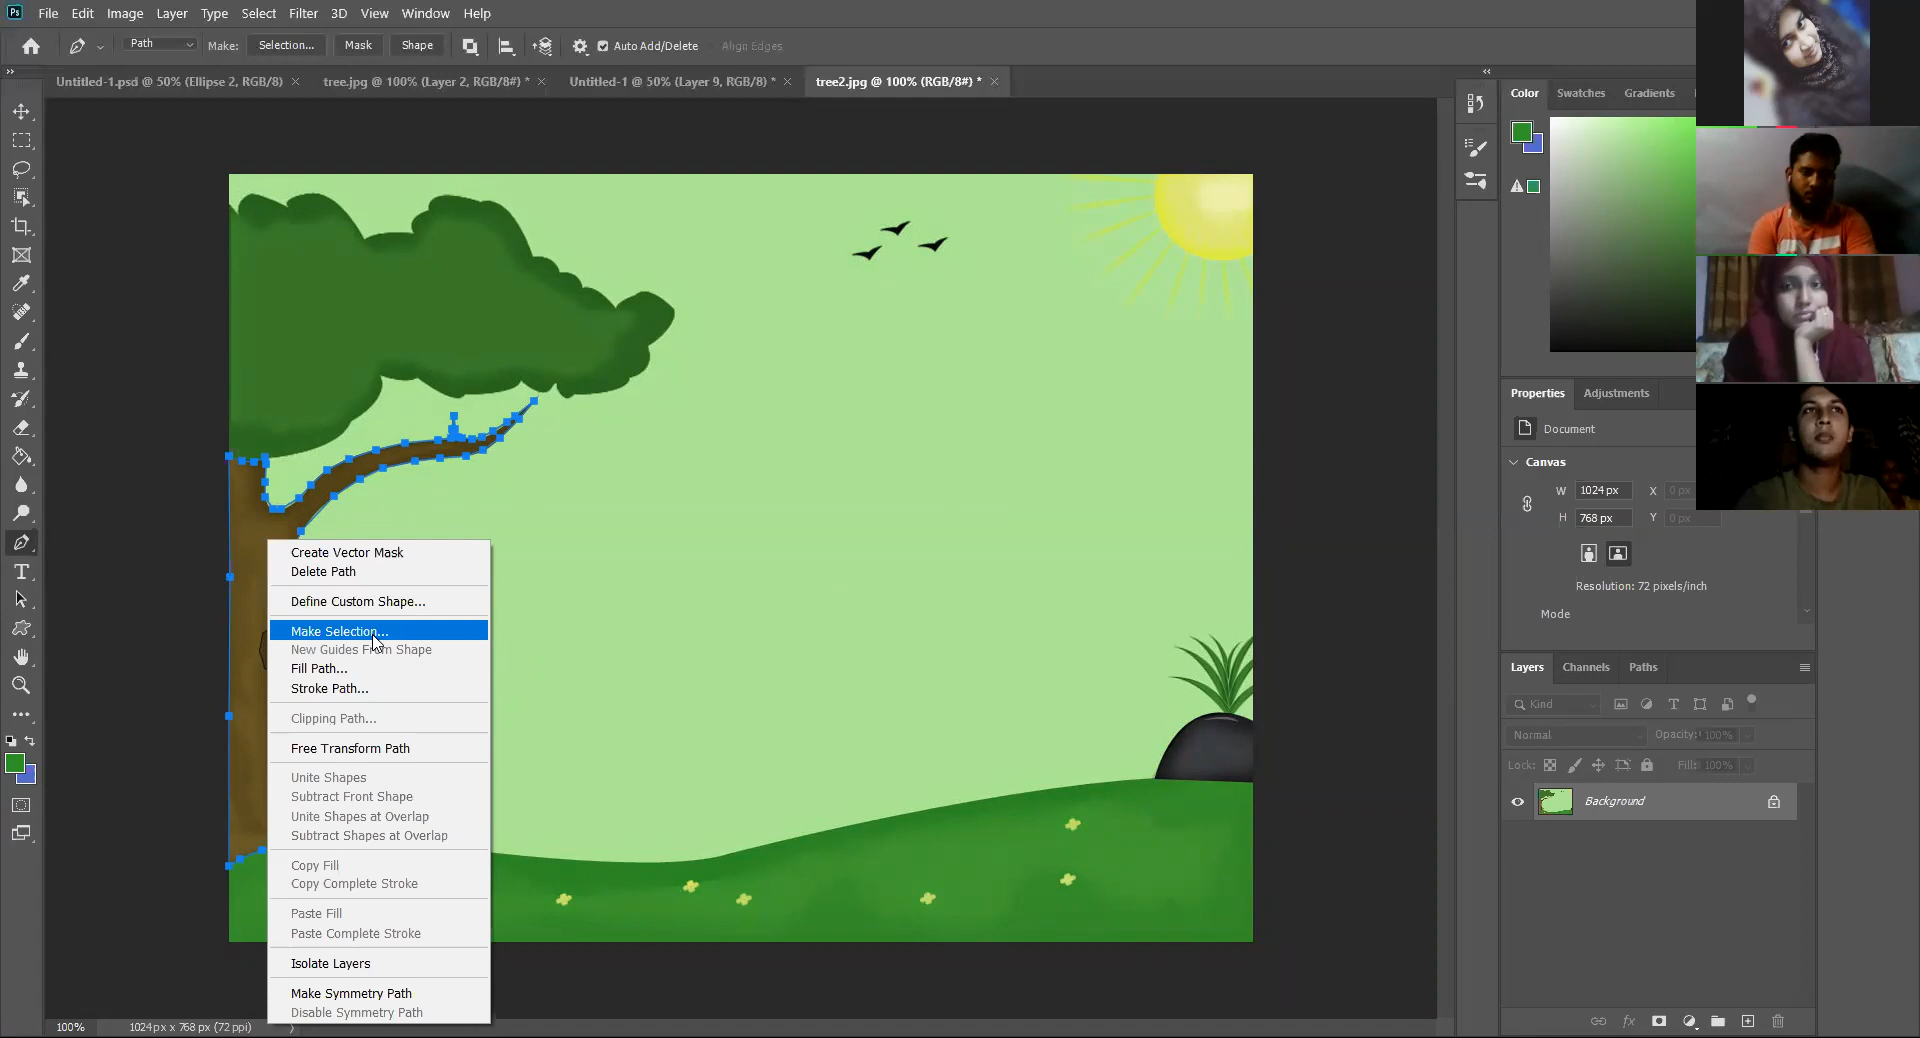 Ps File Edit Image Layer Type Select Filter 3D View Window Help
Path Make: Selection... Mask Shape Auto Add/Delete Align Edges
Untitled-1.psd @ 50% (Ellipse 2, RGB/8) × tree.jpg @ 100% (Layer 2, RGB/8#) * × Untitled-1 @ 50% (Layer 9, RGB/8) * × tree2.jpg @ 100% (RGB/8#) * ×
Color Swatches Gradients
Properties Adjustments
Document
Canvas
W 1024 px X 0 px
H 768 px Y 0 px
Resolution: 72 pixels/inch
Mode
Create Vector Mask
Delete Path
Define Custom Shape...
Make Selection...
New Guides From Shape
Fill Path...
Stroke Path...
Clipping Path...
Free Transform Path
Unite Shapes
Subtract Front Shape
Unite Shapes at Overlap
Subtract Shapes at Overlap
Copy Fill
Copy Complete Stroke
Paste Fill
Paste Complete Stroke
Isolate Layers
Make Symmetry Path
Disable Symmetry Path
Layers Channels Paths
Kind
Normal Opacity: 100%
Lock: Fill: 100%
Background
fx
100% 1024 px x 768 px (72 ppi)